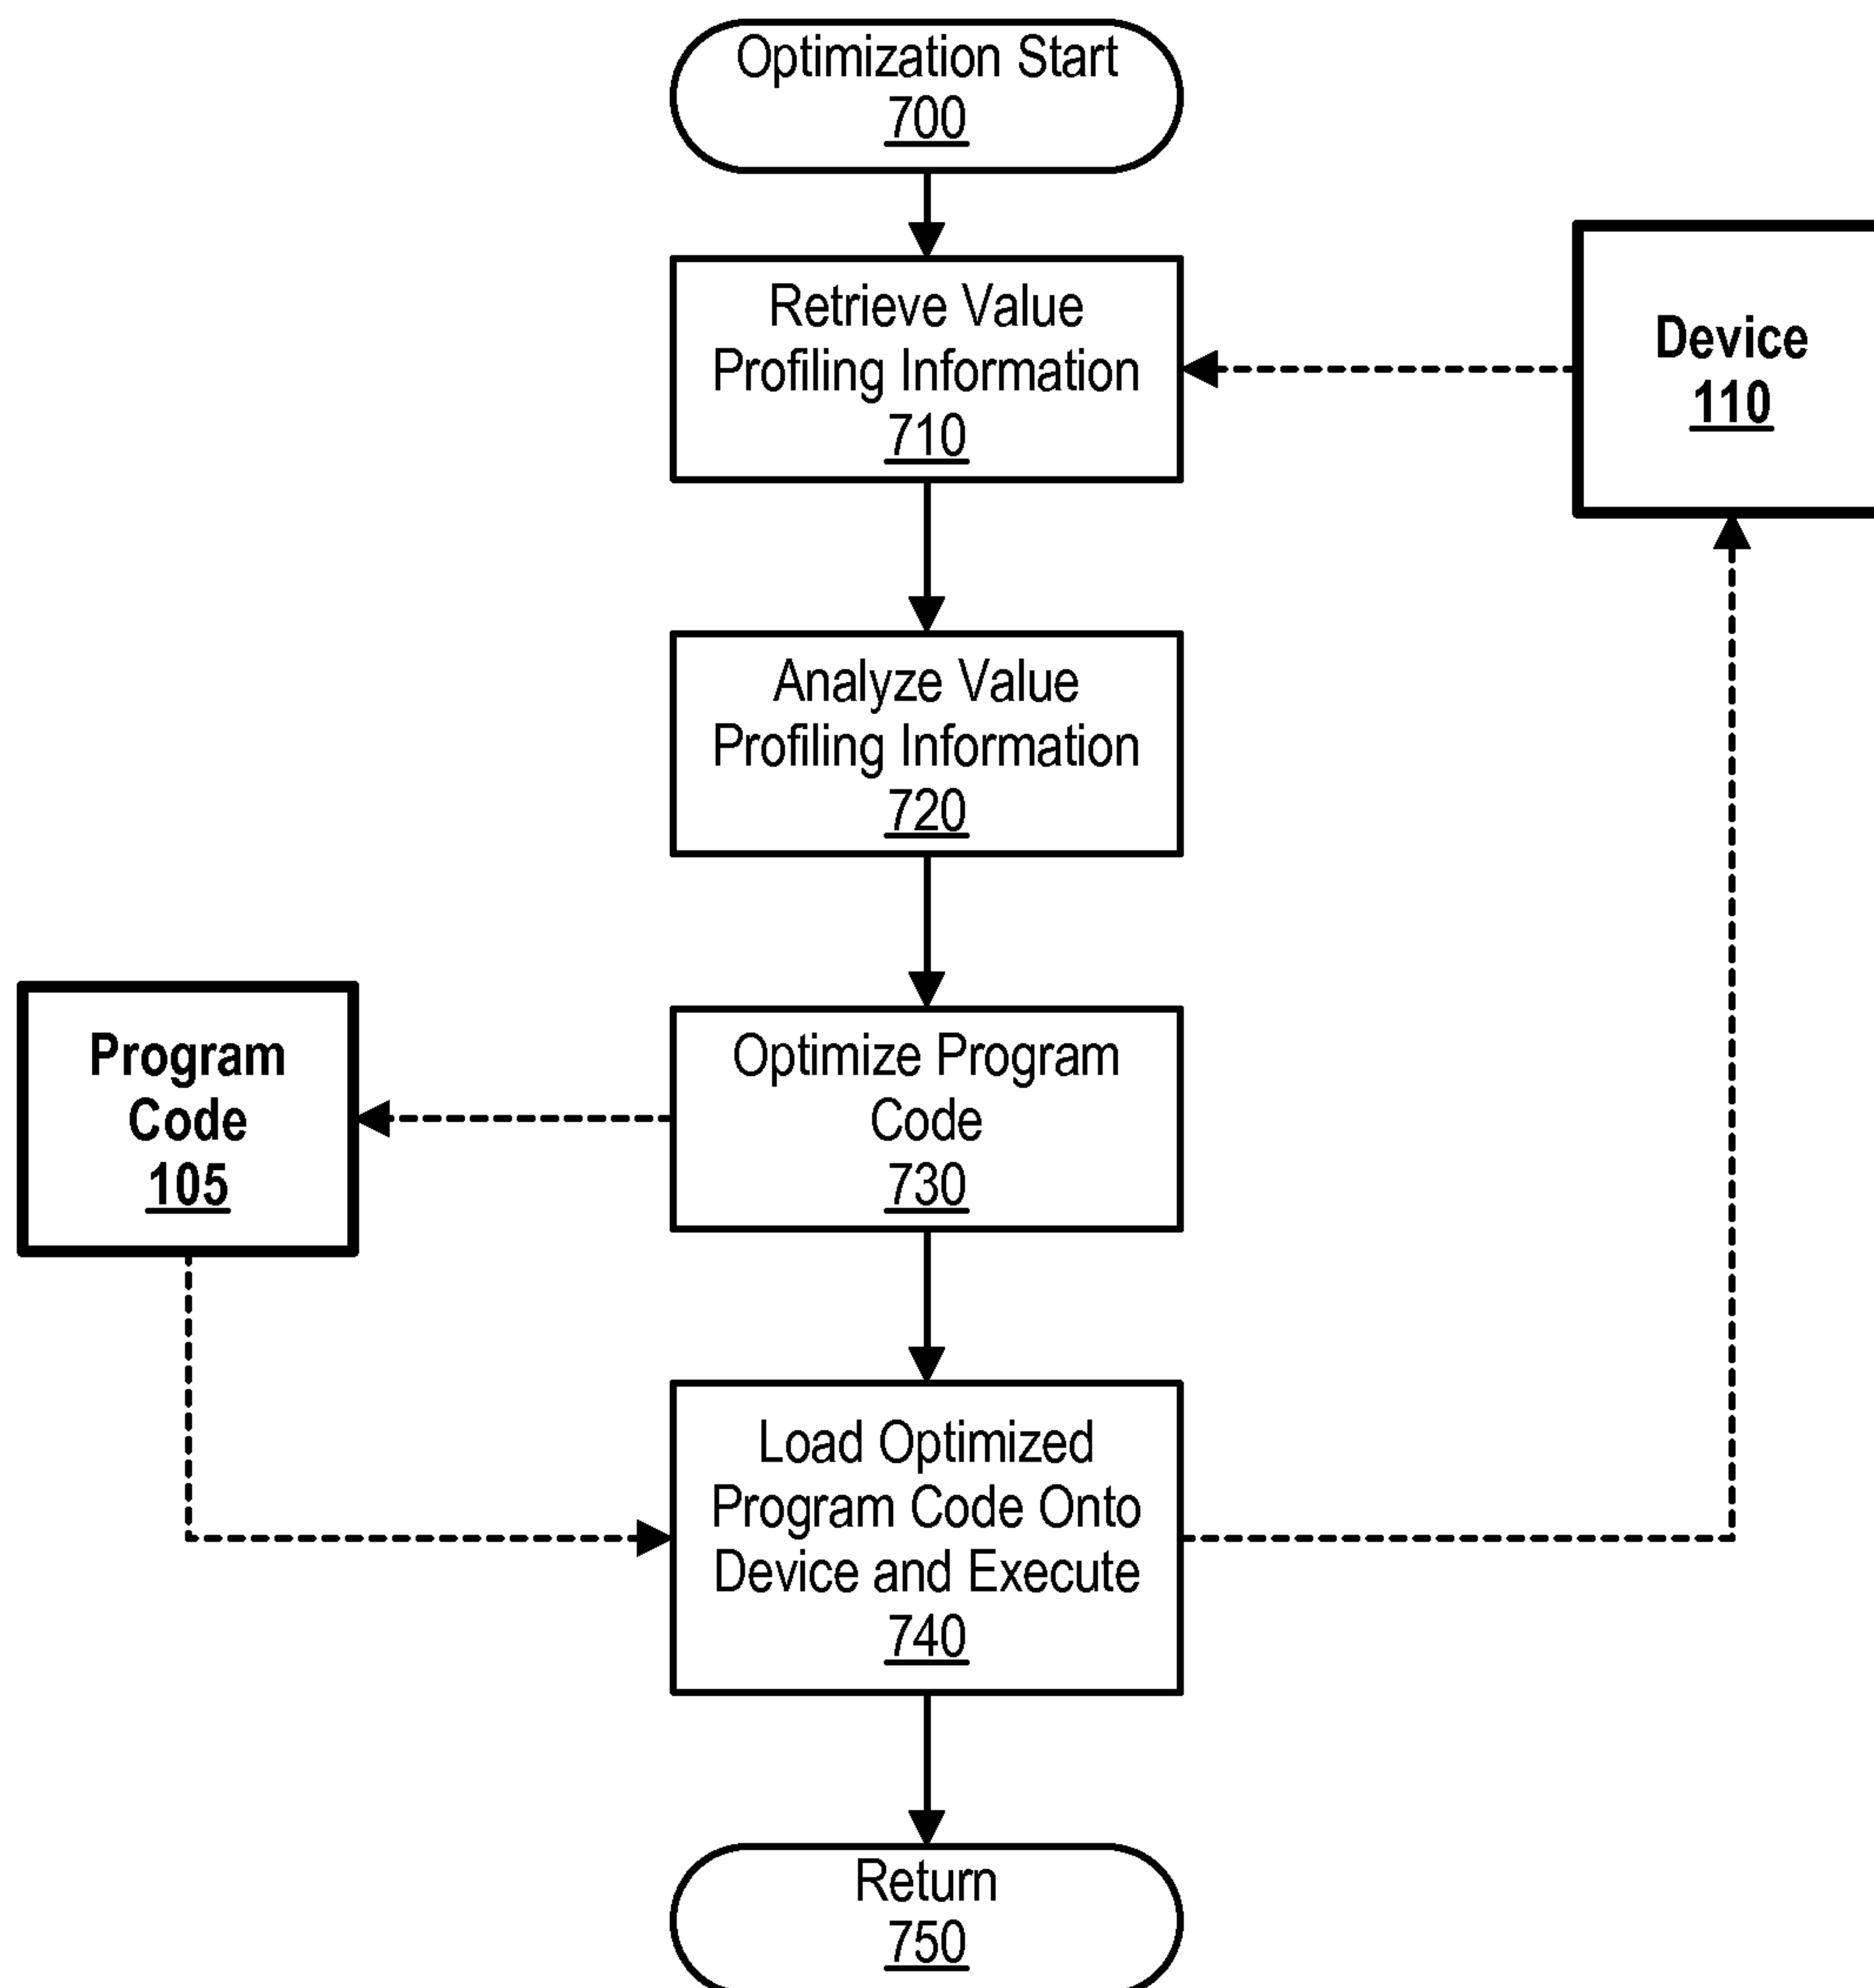 Optimization Start
700
Retrieve Value
Profiling Information
710
Device
110
Analyze Value
Profiling Information
720
Program
Code
105
Optimize Program
Code
730
Load Optimized
Program Code Onto
Device and Execute
740
Return
750